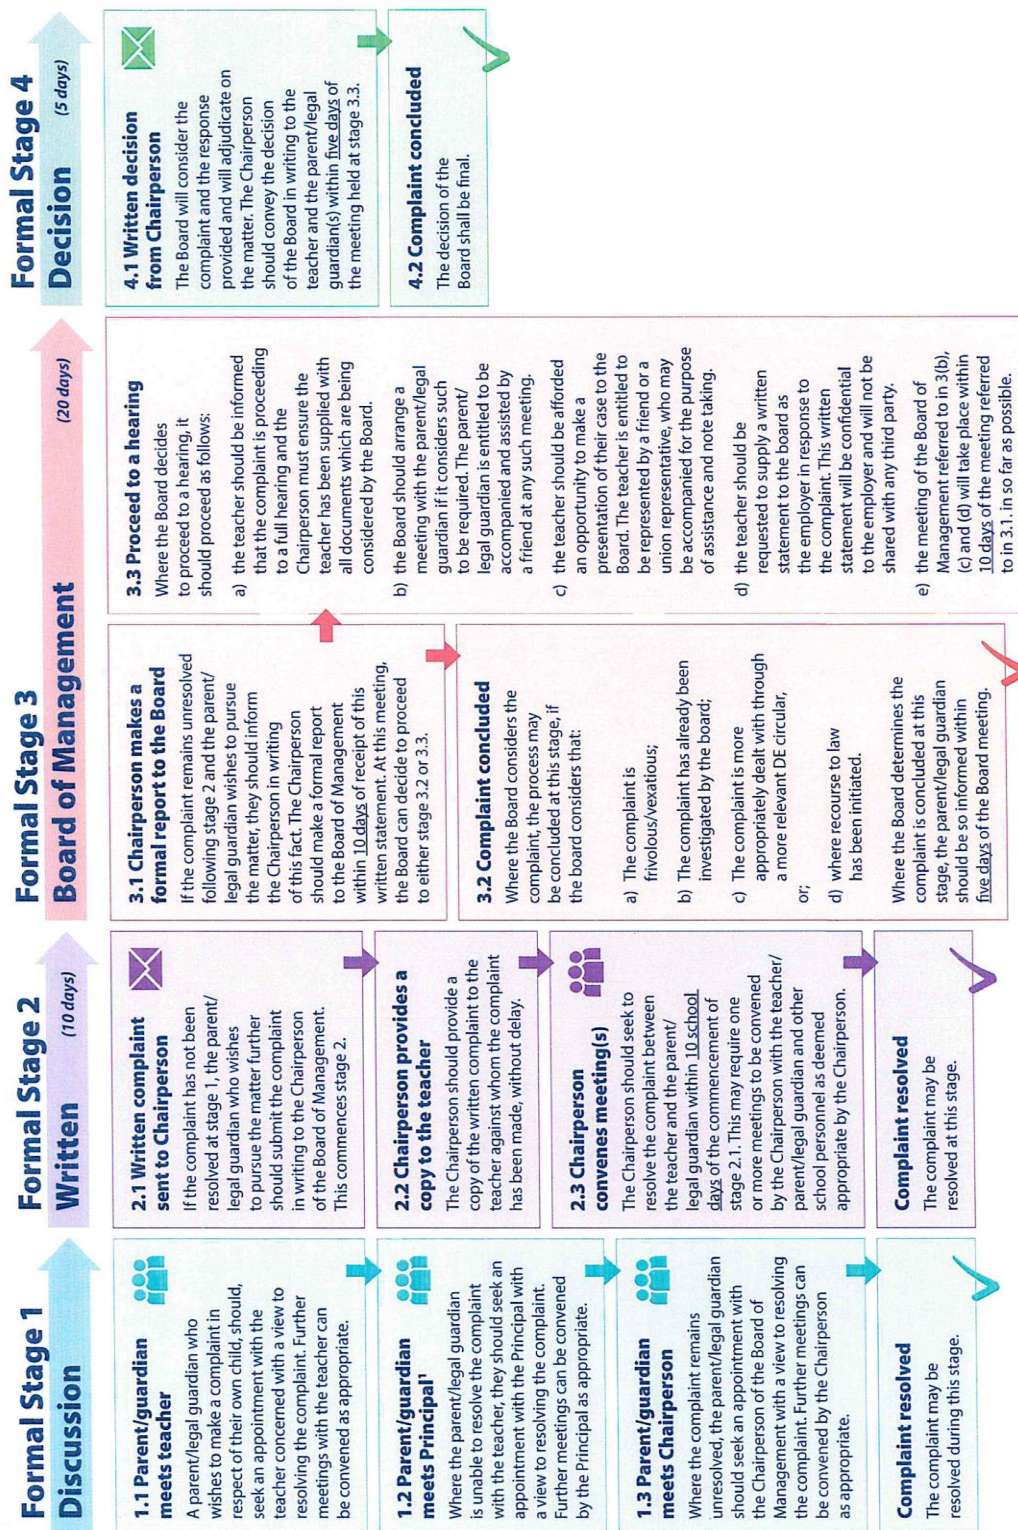 Formal Stage 1
Discussion
1.1 Parent/guardian
meets teacher
A parent/legal guardian who
wishes to make a complaint in
respect of their own child, should,
seek an appointment with the
teacher concerned with a view to
resolving the complaint. Further
meetings with the teacher can
be convened as appropriate.
1.2 Parent/guardian
meets Principal¹
Where the parent/legal guardian
is unable to resolve the complaint
with the teacher, they should seek an
appointment with the Principal with
a view to resolving the complaint.
Further meetings can be convened
by the Principal as appropriate.
1.3 Parent/guardian
meets Chairperson
Where the complaint remains
unresolved, the parent/legal guardian
should seek an appointment with
the Chairperson of the Board of
Management with a view to resolving
the complaint. Further meetings can
be convened by the Chairperson
as appropriate.
Complaint resolved
The complaint may be
resolved during this stage.
Formal Stage 2
Written (10 days)
2.1 Written complaint
sent to Chairperson
If the complaint has not been
resolved at stage 1, the parent/
legal guardian who wishes
to pursue the matter further
should submit the complaint
in writing to the Chairperson
of the Board of Management.
This commences stage 2.
2.2 Chairperson provides a
copy to the teacher
The Chairperson should provide a
copy of the written complaint to the
teacher against whom the complaint
has been made, without delay.
2.3 Chairperson
convenes meeting(s)
The Chairperson should seek to
resolve the complaint between
the teacher and the parent/
legal guardian within 10 school
days of the commencement of
stage 2.1. This may require one
or more meetings to be convened
by the Chairperson with the teacher/
parent/legal guardian and other
school personnel as deemed
appropriate by the Chairperson.
Complaint resolved
The complaint may be
resolved at this stage.
Formal Stage 3
Board of Management (20 days)
3.1 Chairperson makes a
formal report to the Board
If the complaint remains unresolved
following stage 2 and the parent/
legal guardian wishes to pursue
the matter, they should inform
the Chairperson in writing
of this fact. The Chairperson
should make a formal report
to the Board of Management
within 10 days of receipt of this
written statement. At this meeting,
the Board can decide to proceed
to either stage 3.2 or 3.3.
3.2 Complaint concluded
Where the Board considers the
complaint, the process may
be concluded at this stage, if
the board considers that:
a) The complaint is
frivolous/vexatious;
b) The complaint has already been
investigated by the board;
c) The complaint is more
appropriately dealt with through
a more relevant DE circular,
or;
d) where recourse to law
has been initiated.
Where the Board determines the
complaint is concluded at this
stage, the parent/legal guardian
should be so informed within
five days of the Board meeting.
3.3 Proceed to a hearing
Where the Board decides
to proceed to a hearing, it
should proceed as follows:
a) the teacher should be informed
that the complaint is proceeding
to a full hearing and the
Chairperson must ensure the
teacher has been supplied with
all documents which are being
considered by the Board.
b) the Board should arrange a
meeting with the parent/legal
guardian if it considers such
to be required. The parent/
legal guardian is entitled to be
accompanied and assisted by
a friend at any such meeting.
c) the teacher should be afforded
an opportunity to make a
presentation of their case to the
Board. The teacher is entitled to
be represented by a friend or a
union representative, who may
be accompanied for the purpose
of assistance and note taking.
d) the teacher should be
requested to supply a written
statement to the board as
the employer in response to
the complaint. This written
statement will be confidential
to the employer and will not be
shared with any third party.
e) the meeting of the Board of
Management referred to in 3(b),
(c) and (d) will take place within
10 days of the meeting referred
to in 3.1. in so far as possible.
Formal Stage 4
Decision (5 days)
4.1 Written decision
from Chairperson
The Board will consider the
complaint and the response
provided and will adjudicate on
the matter. The Chairperson
should convey the decision
of the Board in writing to the
teacher and the parent/legal
guardian(s) within five days of
the meeting held at stage 3.3.
4.2 Complaint concluded
The decision of the
Board shall be final.